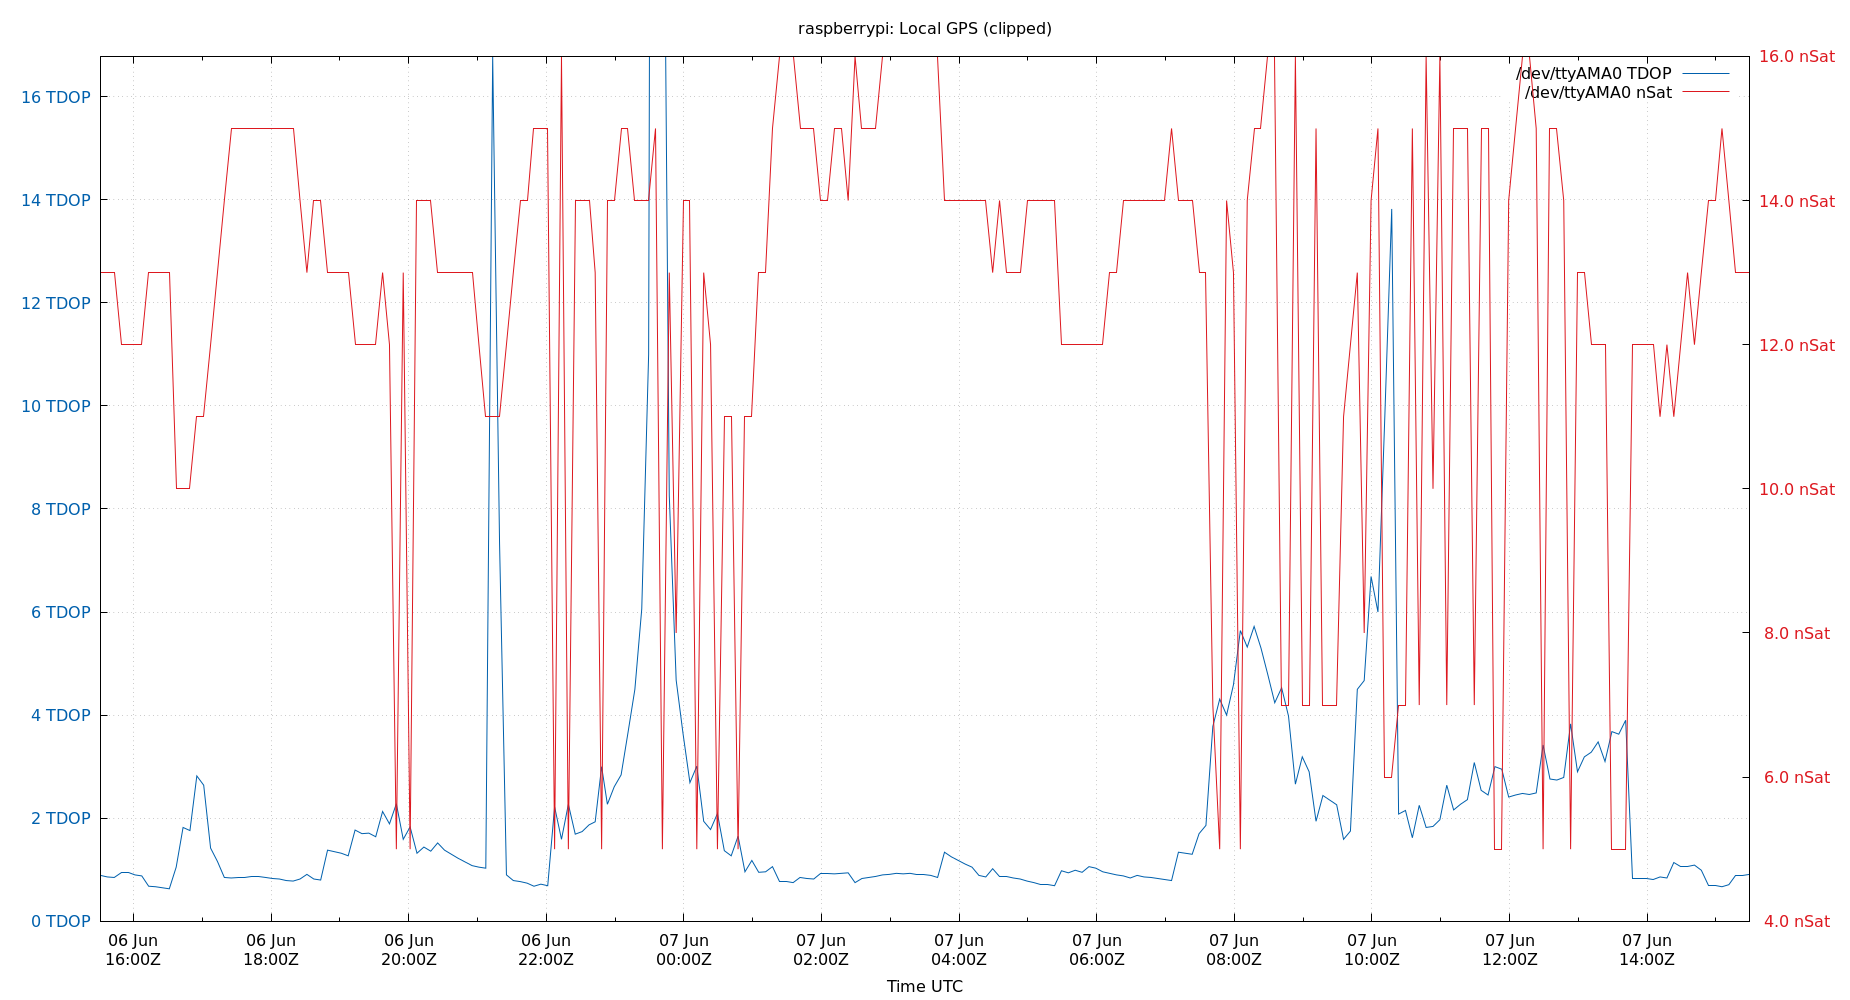 raspberrypi: Local GPS (clipped)
16 TDOP
14 TDOP
12 TDOP
10 TDOP
8 TDOP
6 TDOP
4 TDOP
2 TDOP
0 TDOP
16.0 nSat
14.0 nSat
12.0 nSat
10.0 nSat
8.0 nSat
6.0 nSat
4.0 nSat
/dev/ttyAMA0 TDOP
/dev/ttyAMA0 nSat
06 Jun
16:00Z
06 Jun
18:00Z
06 Jun
20:00Z
06 Jun
22:00Z
07 Jun
00:00Z
07 Jun
02:00Z
07 Jun
04:00Z
07 Jun
06:00Z
07 Jun
08:00Z
07 Jun
10:00Z
07 Jun
12:00Z
07 Jun
14:00Z
Time UTC